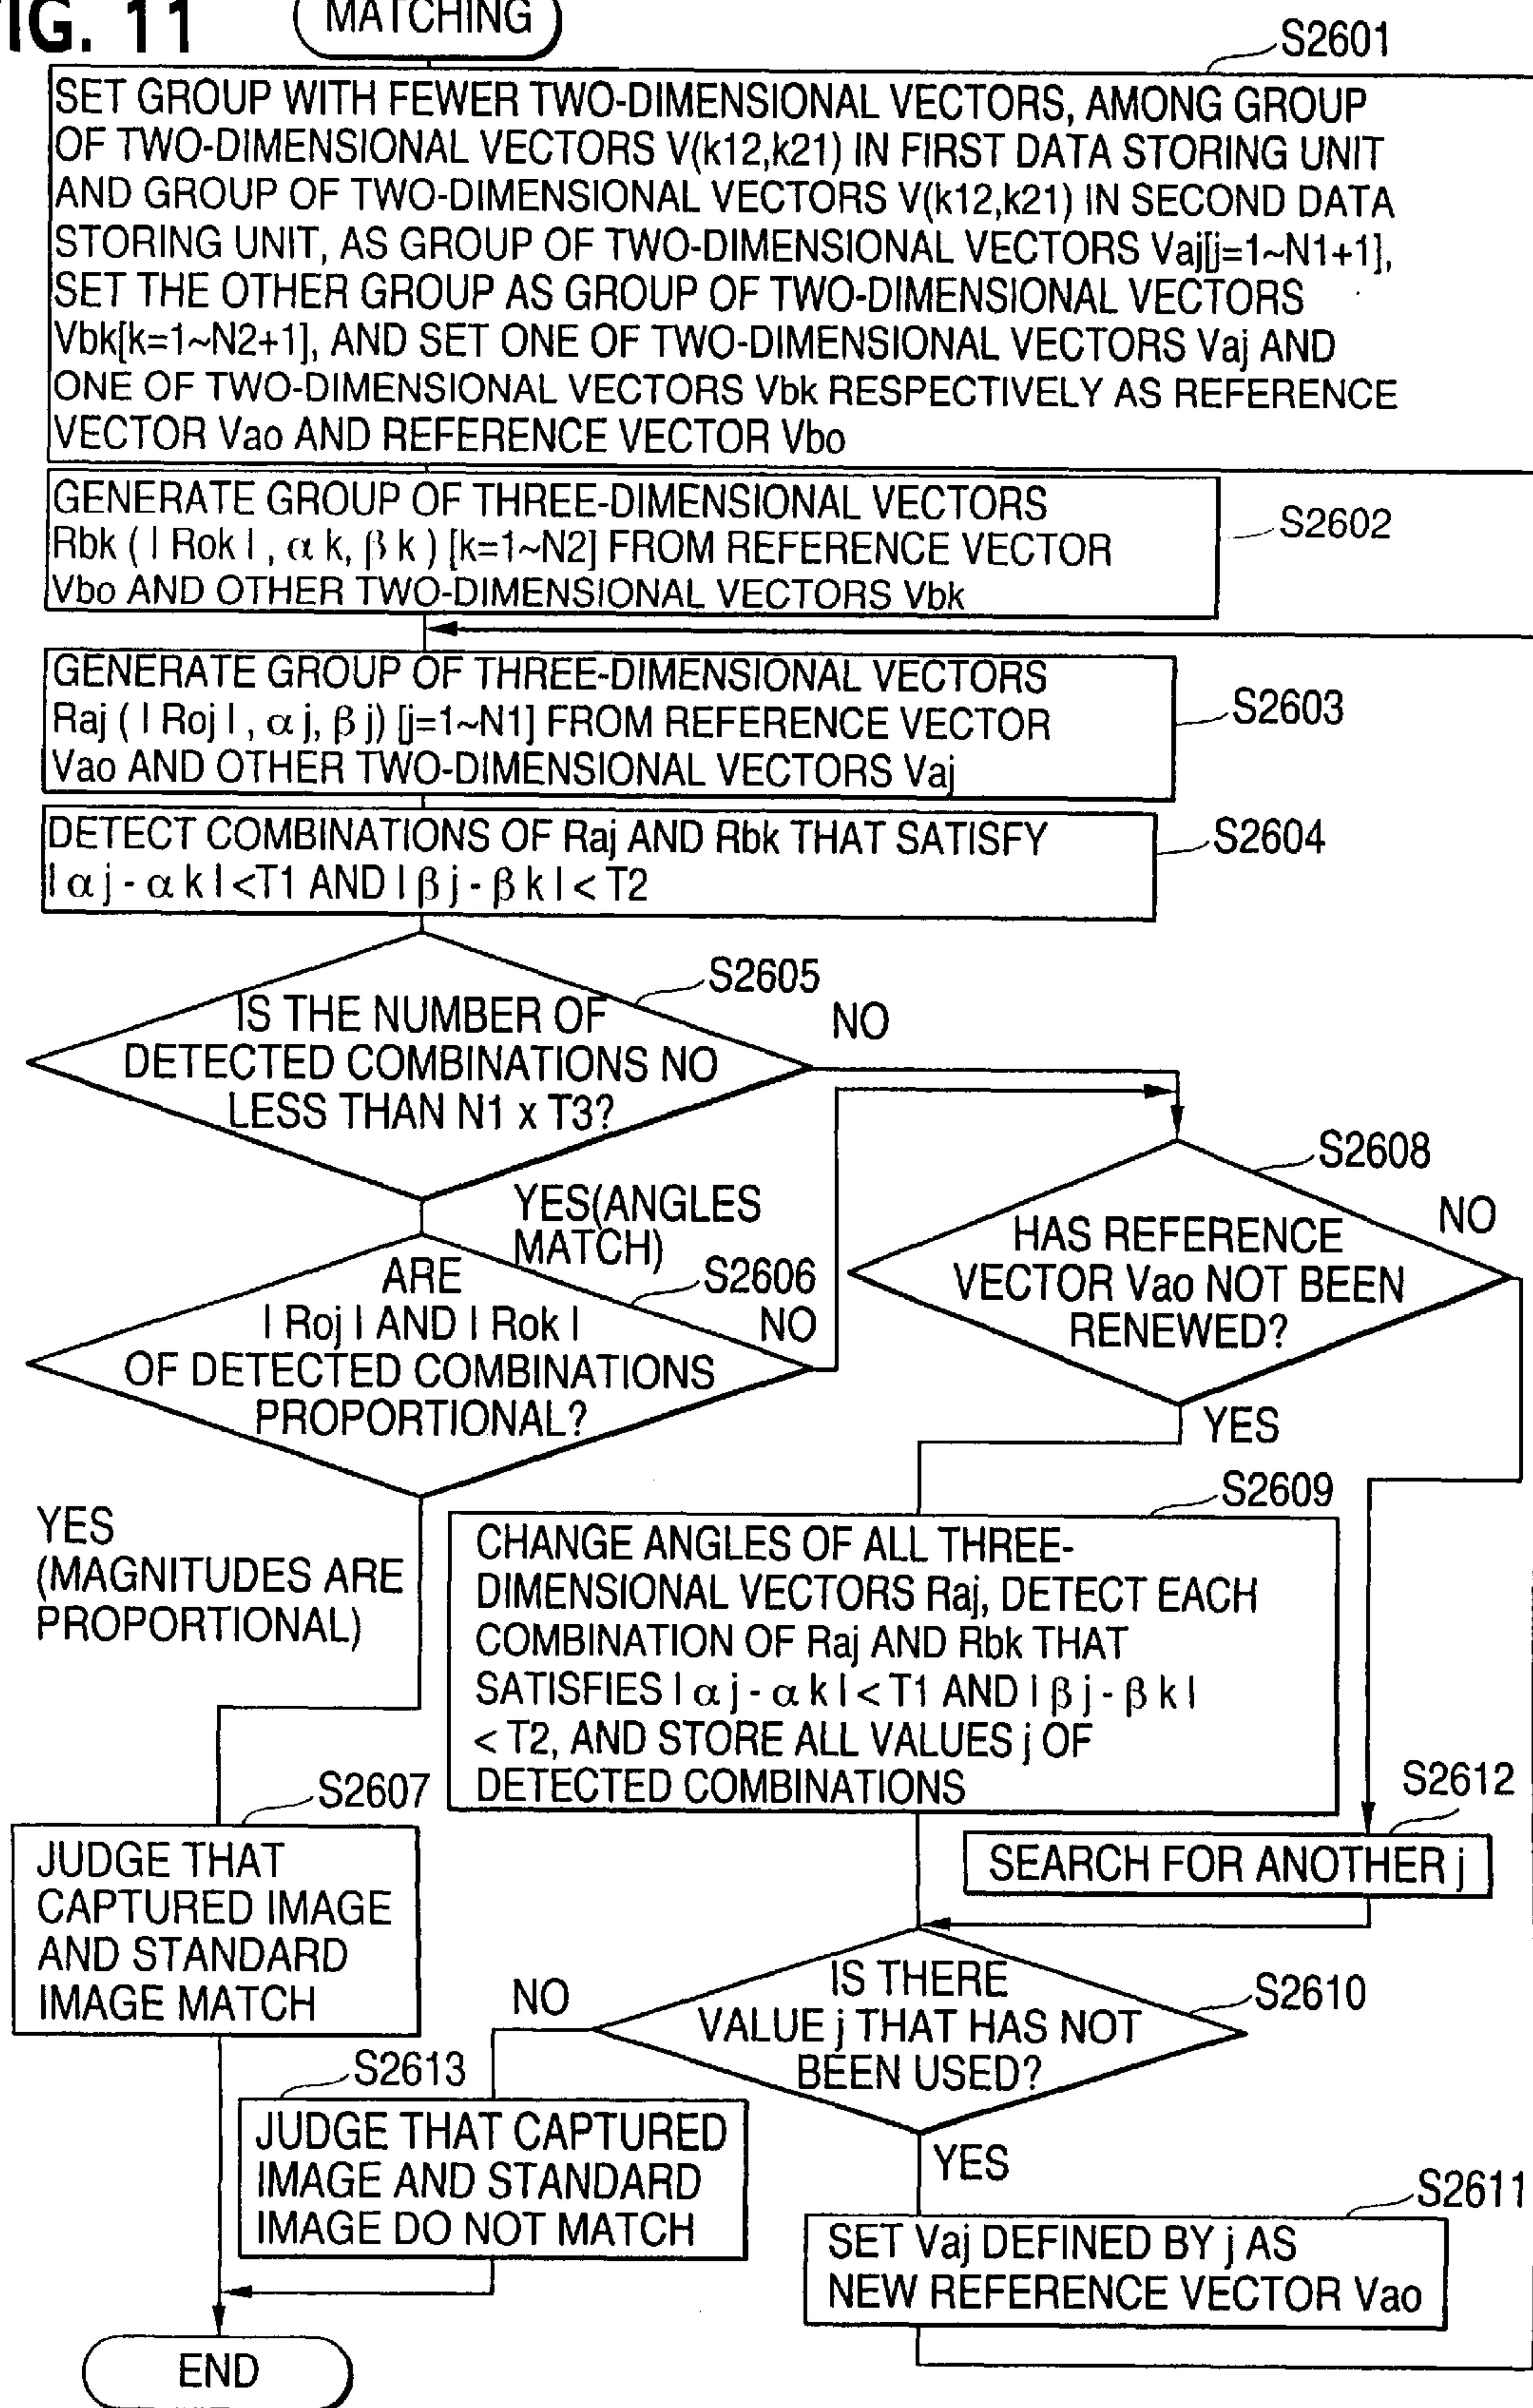 FIG. 11
MATCHING
S2601
SET GROUP WITH FEWER TWO-DIMENSIONAL VECTORS, AMONG GROUP
OF TWO-DIMENSIONAL VECTORS V(k12,k21) IN FIRST DATA STORING UNIT
AND GROUP OF TWO-DIMENSIONAL VECTORS V(k12,k21) IN SECOND DATA
STORING UNIT, AS GROUP OF TWO-DIMENSIONAL VECTORS Vaj[j=1~N1+1],
SET THE OTHER GROUP AS GROUP OF TWO-DIMENSIONAL VECTORS
Vbk[k=1~N2+1], AND SET ONE OF TWO-DIMENSIONAL VECTORS Vaj AND
ONE OF TWO-DIMENSIONAL VECTORS Vbk RESPECTIVELY AS REFERENCE
VECTOR Vao AND REFERENCE VECTOR Vbo
GENERATE GROUP OF THREE-DIMENSIONAL VECTORS
Rbk ( | Rok | , α k, β k ) [k=1~N2] FROM REFERENCE VECTOR
Vbo AND OTHER TWO-DIMENSIONAL VECTORS Vbk
S2602
GENERATE GROUP OF THREE-DIMENSIONAL VECTORS
Raj ( | Roj | , α j, β j) [j=1~N1] FROM REFERENCE VECTOR
Vao AND OTHER TWO-DIMENSIONAL VECTORS Vaj
S2603
DETECT COMBINATIONS OF Raj AND Rbk THAT SATISFY
| α j - α k | <T1 AND | β j - β k | < T2
S2604
S2605
IS THE NUMBER OF
DETECTED COMBINATIONS NO
LESS THAN N1 x T3?
NO
YES(ANGLES
MATCH)
S2606
ARE
| Roj | AND | Rok |
OF DETECTED COMBINATIONS
PROPORTIONAL?
NO
S2608
HAS REFERENCE
VECTOR Vao NOT BEEN
RENEWED?
NO
YES
YES
(MAGNITUDES ARE
PROPORTIONAL)
S2609
CHANGE ANGLES OF ALL THREE-
DIMENSIONAL VECTORS Raj, DETECT EACH
COMBINATION OF Raj AND Rbk THAT
SATISFIES | α j - α k | < T1 AND | β j - β k |
< T2, AND STORE ALL VALUES j OF
DETECTED COMBINATIONS
S2607
JUDGE THAT
CAPTURED IMAGE
AND STANDARD
IMAGE MATCH
S2612
SEARCH FOR ANOTHER j
S2610
IS THERE
VALUE j THAT HAS NOT
BEEN USED?
NO
YES
S2613
JUDGE THAT CAPTURED
IMAGE AND STANDARD
IMAGE DO NOT MATCH
S2611
SET Vaj DEFINED BY j AS
NEW REFERENCE VECTOR Vao
END